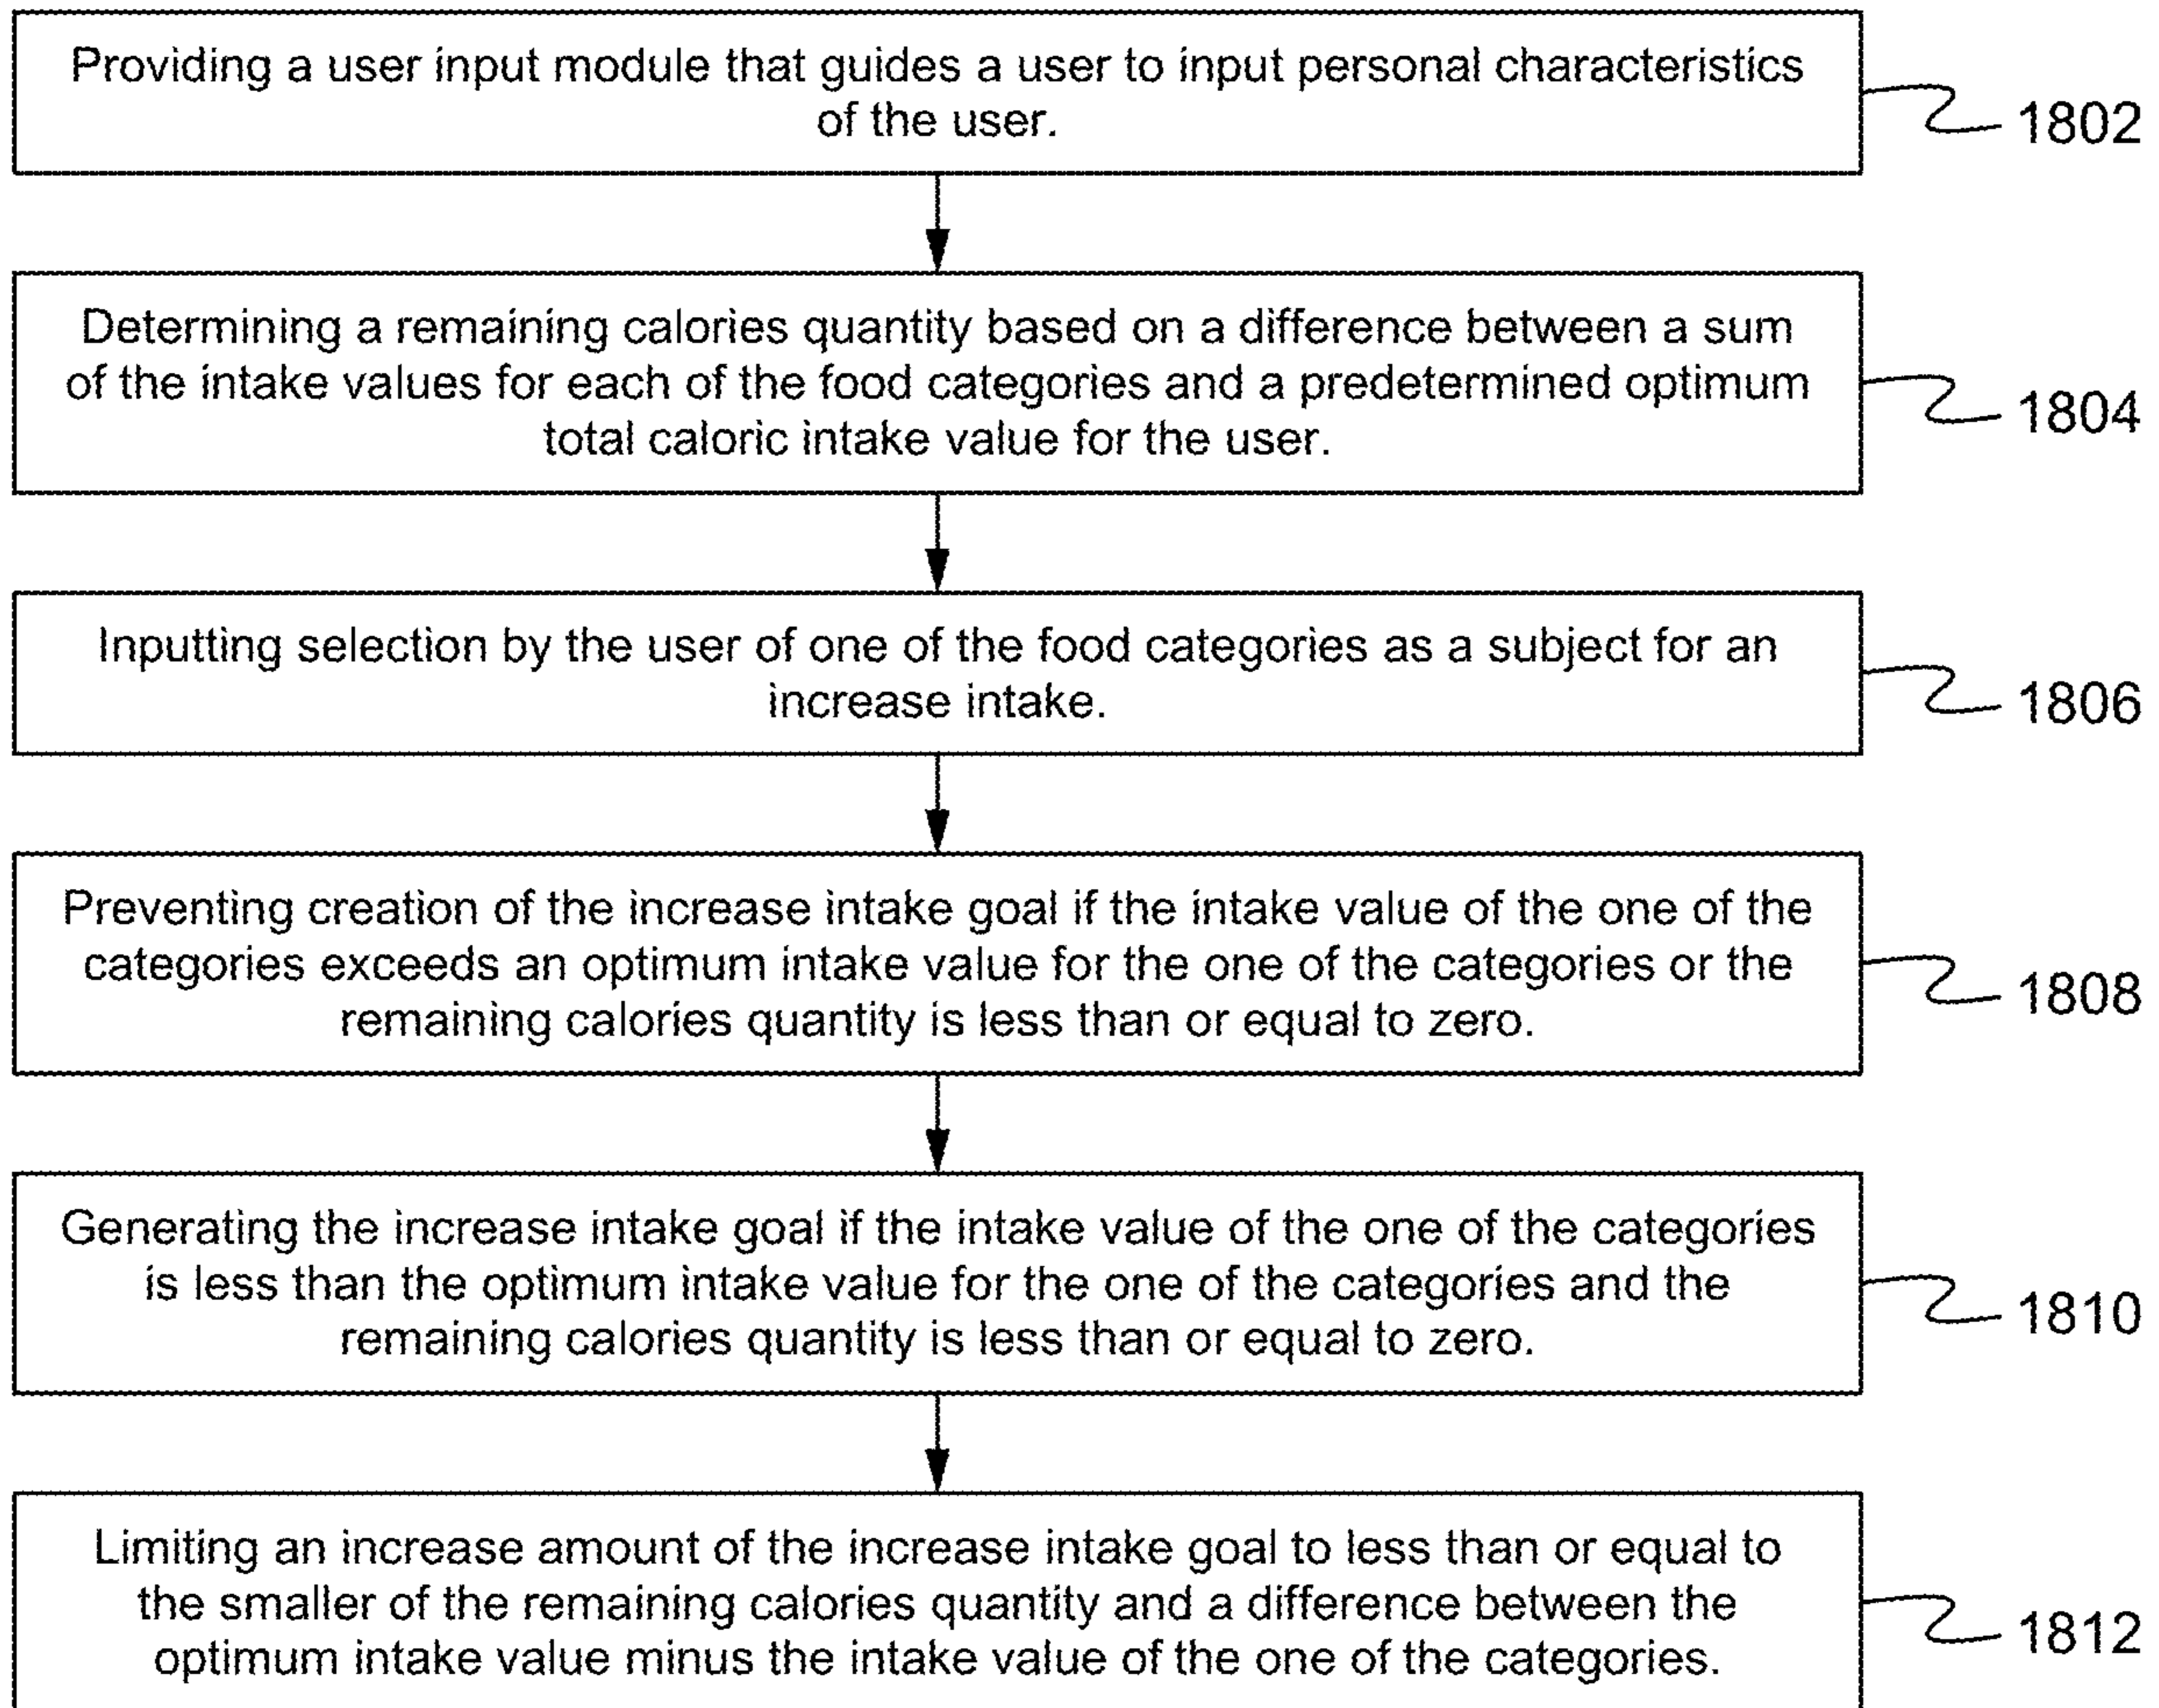 Providing a user input module that guides a user to input personal characteristics
of the user.
1802
Determining a remaining calories quantity based on a difference between a sum
of the intake values for each of the food categories and a predetermined optimum
total caloric intake value for the user.
1804
Inputting selection by the user of one of the food categories as a subject for an
increase intake.
1806
Preventing creation of the increase intake goal if the intake value of the one of the
categories exceeds an optimum intake value for the one of the categories or the
remaining calories quantity is less than or equal to zero.
1808
Generating the increase intake goal if the intake value of the one of the categories
is less than the optimum intake value for the one of the categories and the
remaining calories quantity is less than or equal to zero.
1810
Limiting an increase amount of the increase intake goal to less than or equal to
the smaller of the remaining calories quantity and a difference between the
optimum intake value minus the intake value of the one of the categories.
1812